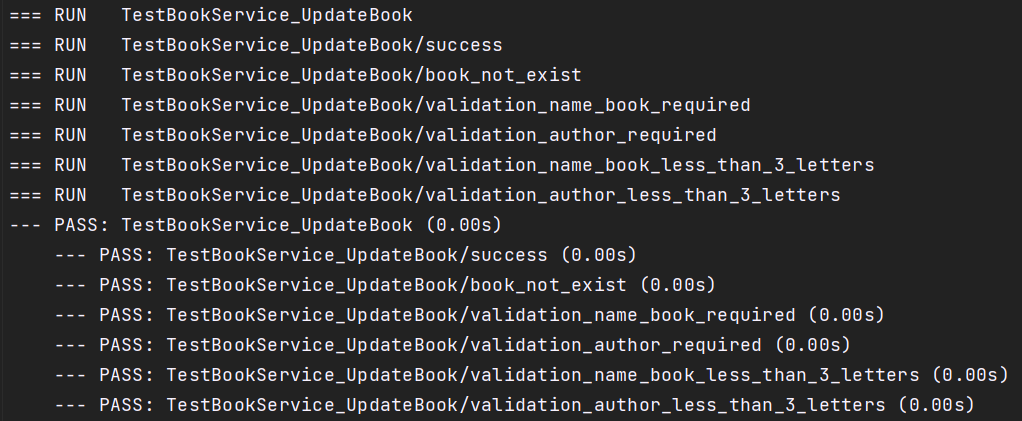 === RUN   TestBookService_UpdateBook
=== RUN   TestBookService_UpdateBook/success
=== RUN   TestBookService_UpdateBook/book_not_exist
=== RUN   TestBookService_UpdateBook/validation_name_book_required
=== RUN   TestBookService_UpdateBook/validation_author_required
=== RUN   TestBookService_UpdateBook/validation_name_book_less_than_3_letters
=== RUN   TestBookService_UpdateBook/validation_author_less_than_3_letters
--- PASS: TestBookService_UpdateBook (0.00s)
    --- PASS: TestBookService_UpdateBook/success (0.00s)
    --- PASS: TestBookService_UpdateBook/book_not_exist (0.00s)
    --- PASS: TestBookService_UpdateBook/validation_name_book_required (0.00s)
    --- PASS: TestBookService_UpdateBook/validation_author_required (0.00s)
    --- PASS: TestBookService_UpdateBook/validation_name_book_less_than_3_letters (0.00s)
    --- PASS: TestBookService_UpdateBook/validation_author_less_than_3_letters (0.00s)